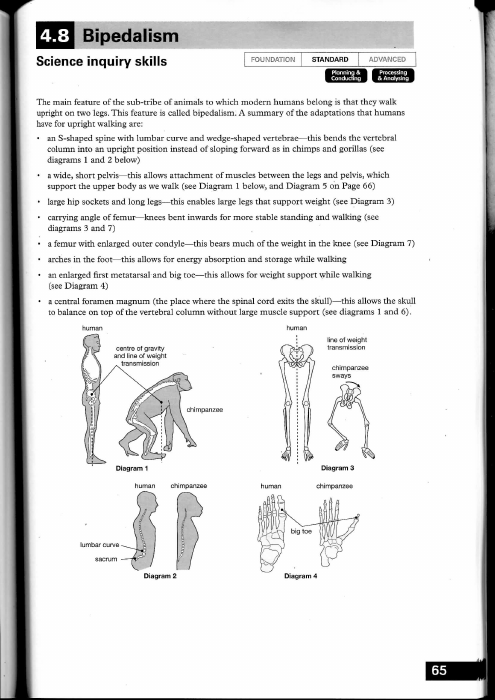 4.8 Bipedalism
Science inquiry skills
FOUNDATION STANDARD ADVANCED
Planning & Conducting
Processing & Analysing
The main feature of the sub-tribe of animals to which modern humans belong is that they walk
upright on two legs. This feature is called bipedalism. A summary of the adaptations that humans
have for upright walking are:
• an S-shaped spine with lumbar curve and wedge-shaped vertebrae—this bends the vertebral
column into an upright position instead of sloping forward as in chimps and gorillas (see
diagrams 1 and 2 below)
• a wide, short pelvis—this allows attachment of muscles between the legs and pelvis, which
support the upper body as we walk (see Diagram 1 below, and Diagram 5 on Page 66)
• large hip sockets and long legs—this enables large legs that support weight (see Diagram 3)
• carrying angle of femur—knees bent inwards for more stable standing and walking (see
diagrams 3 and 7)
• a femur with enlarged outer condyle—this bears much of the weight in the knee (see Diagram 7)
• arches in the foot—this allows for energy absorption and storage while walking
• an enlarged first metatarsal and big toe—this allows for weight support while walking
(see Diagram 4)
• a central foramen magnum (the place where the spinal cord exits the skull)—this allows the skull
to balance on top of the vertebral column without large muscle support (see diagrams 1 and 6).
human
centre of gravity
and line of weight
transmission
chimpanzee
Diagram 1
human
line of weight
transmission
chimpanzee
sways
Diagram 3
human chimpanzee
lumbar curve
sacrum
Diagram 2
human chimpanzee
big toe
Diagram 4
65